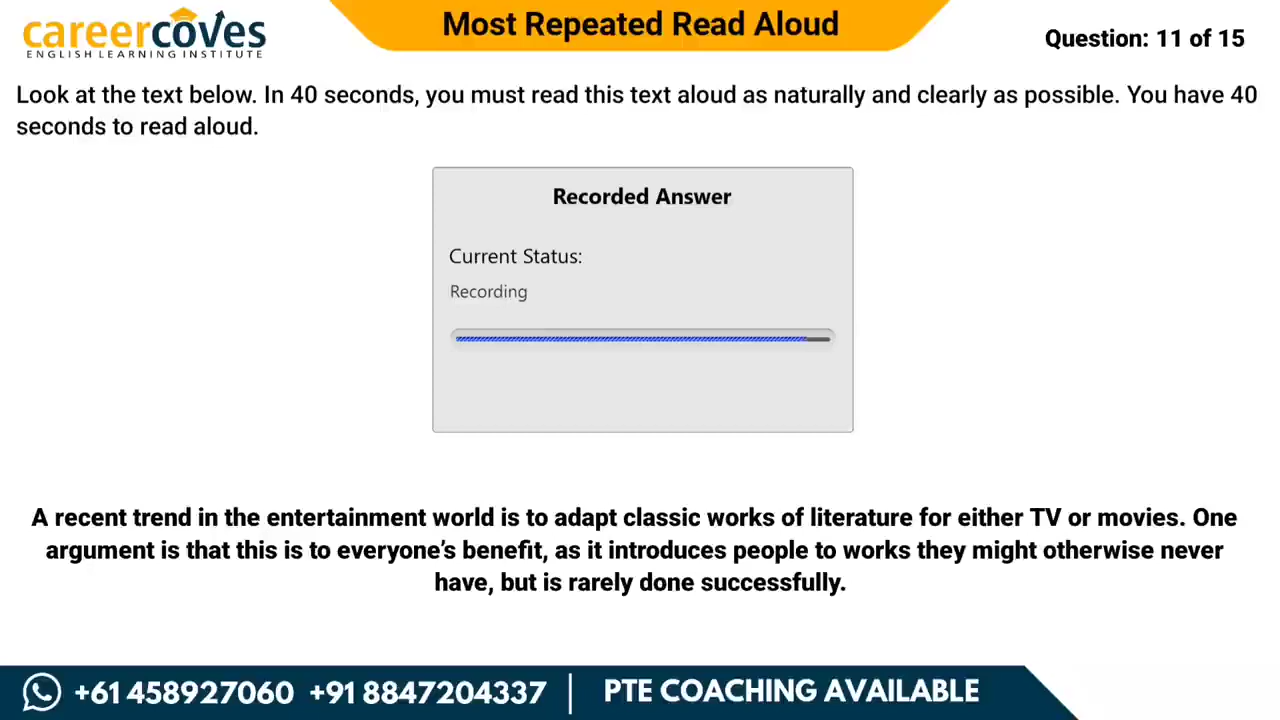 careercoves
ENGLISH LEARNING INSTITUTE
Most Repeated Read Aloud
Question: 11 of 15
Look at the text below. In 40 seconds, you must read this text aloud as naturally and clearly as possible. You have 40
seconds to read aloud.
Recorded Answer
Current Status:
Recording
A recent trend in the entertainment world is to adapt classic works of literature for either TV or movies. One
argument is that this is to everyone's benefit, as it introduces people to works they might otherwise never
have, but is rarely done successfully.
+61 458927060 +91 8847204337 | PTE COACHING AVAILABLE